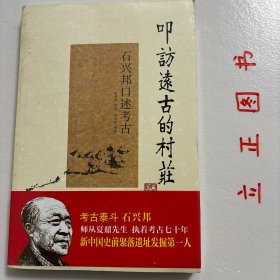 叩訪遠古的村莊
石兴邦口述考古
考古泰斗 石兴邦
师从夏鼐先生 执着考古七十年
新中国史前聚落遗址发掘第一人
立正可